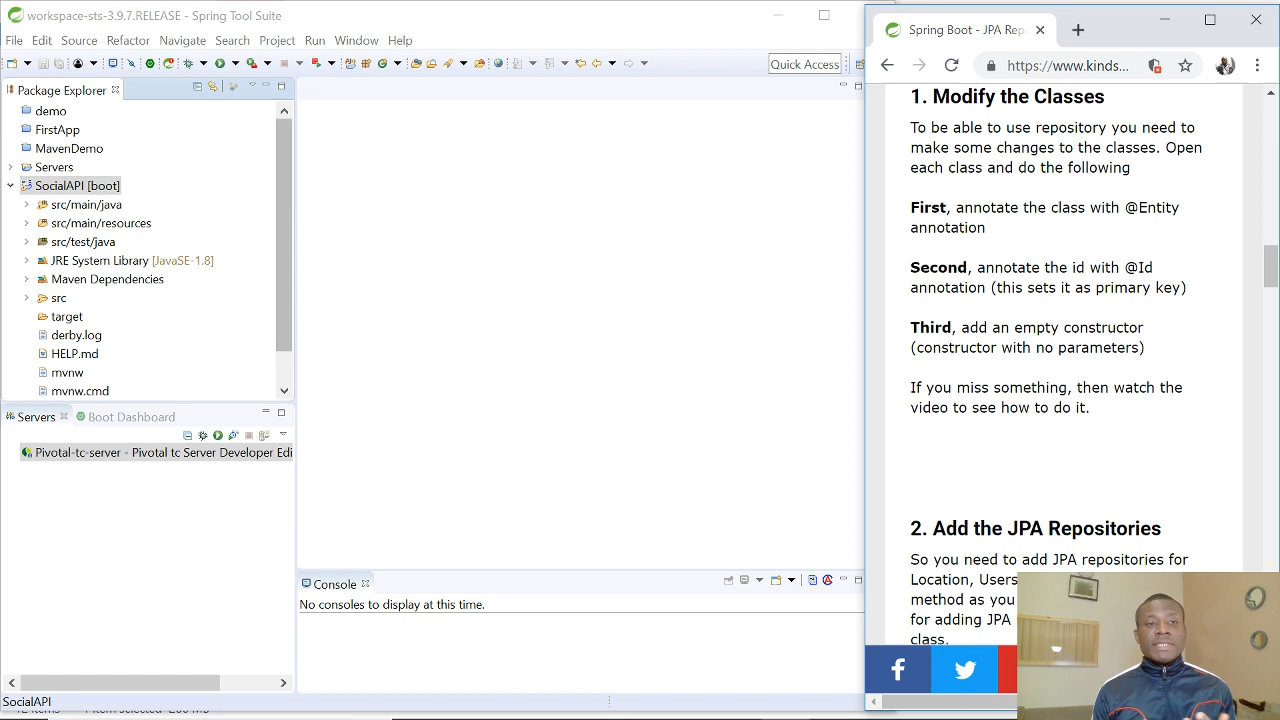 workspace-sts-3.9.7.RELEASE - Spring Tool Suite
File Edit Source Refactor Search Project Run Window Help
Quick Access
Package Explorer
demo
FirstApp
MavenDemo
Servers
SocialAPI [boot]
src/main/java
src/main/resources
src/test/java
JRE System Library [JavaSE-1.8]
Maven Dependencies
src
target
derby.log
HELP.md
mvnw
mvnw.cmd
Servers
Boot Dashboard
Pivotal-tc-server - Pivotal tc Server Developer Edi
SocialAPI
Console
No consoles to display at this time.
Spring Boot - JPA Rep
https://www.kinds...
1. Modify the Classes
To be able to use repository you need to
make some changes to the classes. Open
each class and do the following
First, annotate the class with @Entity
annotation
Second, annotate the id with @Id
annotation (this sets it as primary key)
Third, add an empty constructor
(constructor with no parameters)
If you miss something, then watch the
video to see how to do it.
2. Add the JPA Repositories
So you need to add JPA repositories for
Location, Users
method as you
for adding JPA
class.